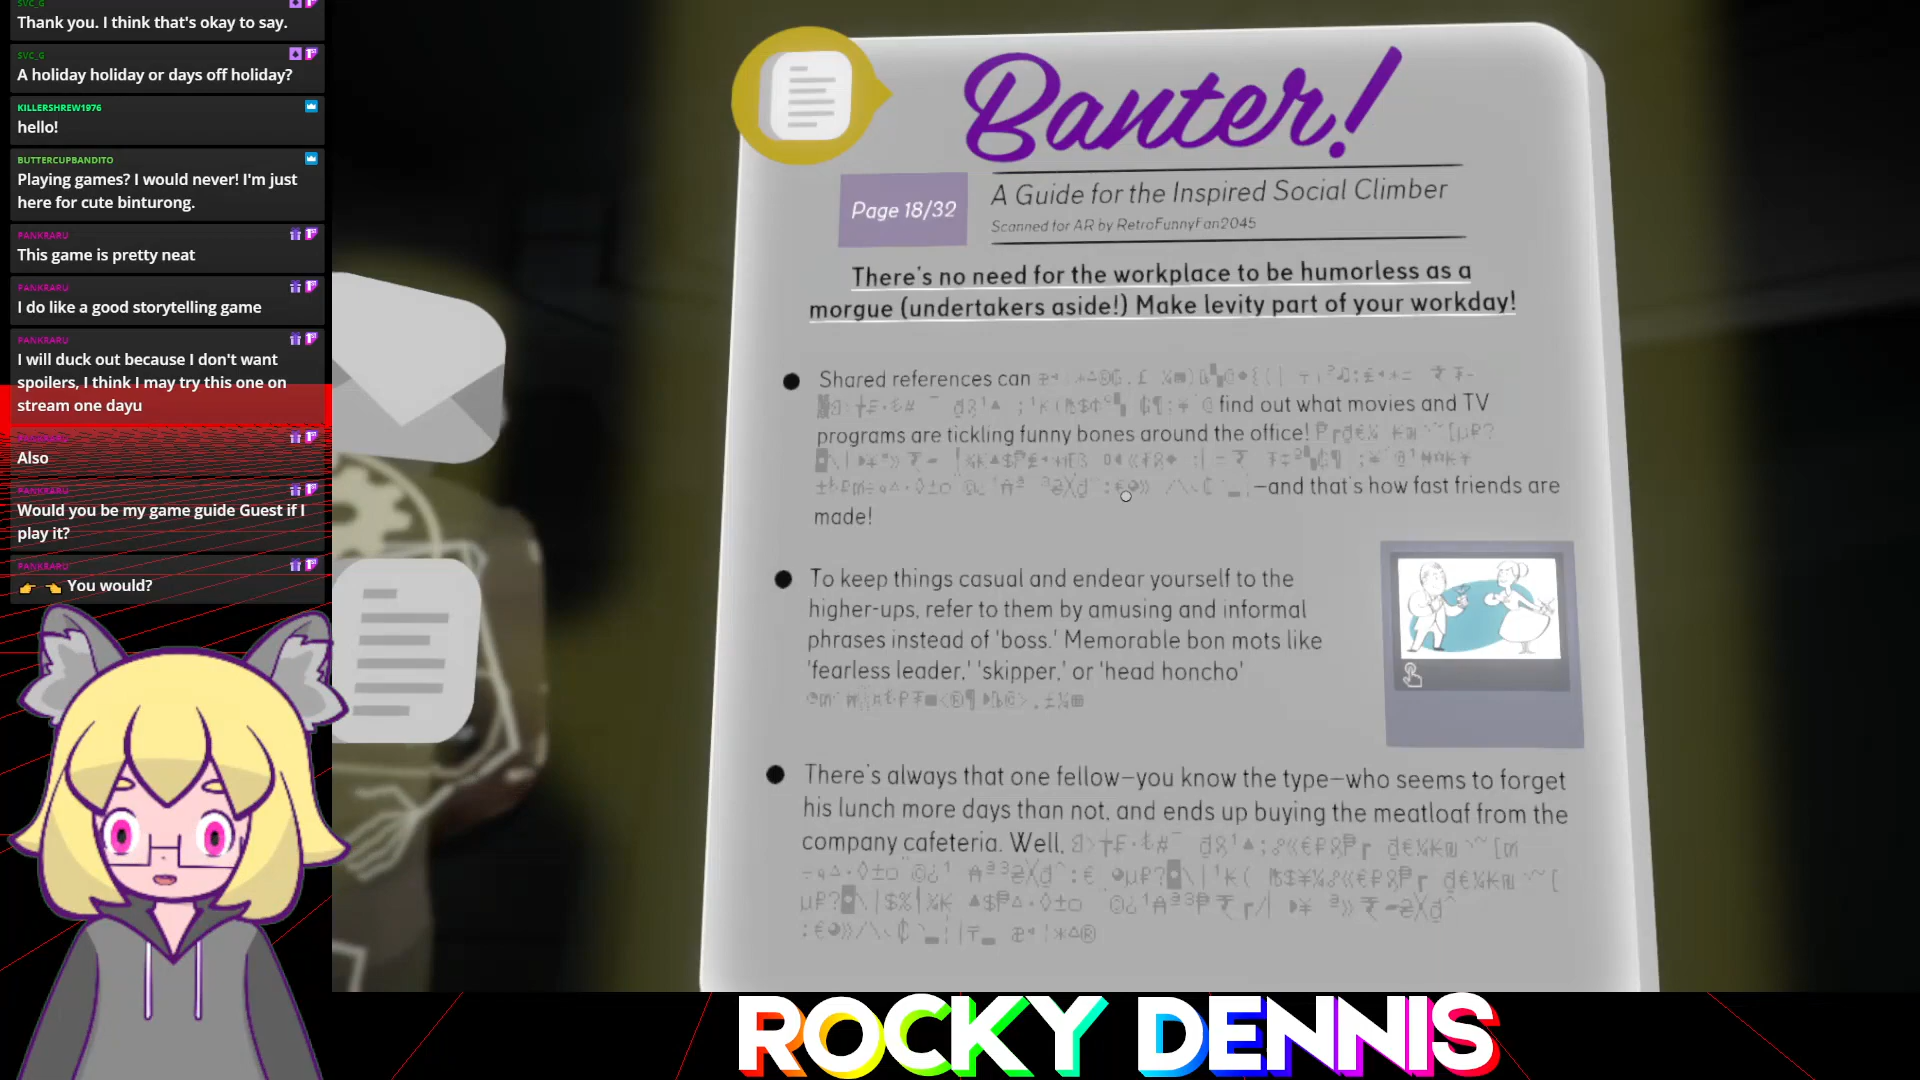 SVC_G
Thank you. I think that's okay to say.
SVC_G
A holiday holiday or days off holiday?
KILLERSHREW1976
hello!
BUTTERCUPBANDITO
Playing games? I would never! I'm just
here for cute binturong.
PANKRARU
This game is pretty neat
PANKRARU
I do like a good storytelling game
PANKRARU
I will duck out because I don't want
spoilers, I think I may try this one on
stream one dayu
PANKRARU
Also
PANKRARU
Would you be my game guide Guest if I
play it?
PANKRARU
👉 👈 You would?
Banter!
Page 18/32
A Guide for the Inspired Social Climber
Scanned for AR by RetroFunnyFan2045
There's no need for the workplace to be humorless as a
morgue (undertakers aside!) Make levity part of your workday!
Shared references can
find out what movies and TV
programs are tickling funny bones around the office!
—and that's how fast friends are
made!
To keep things casual and endear yourself to the
higher-ups, refer to them by amusing and informal
phrases instead of 'boss.' Memorable bon mots like
'fearless leader,' 'skipper,' or 'head honcho'
There's always that one fellow—you know the type—who seems to forget
his lunch more days than not, and ends up buying the meatloaf from the
company cafeteria. Well,
ROCKY DENNIS